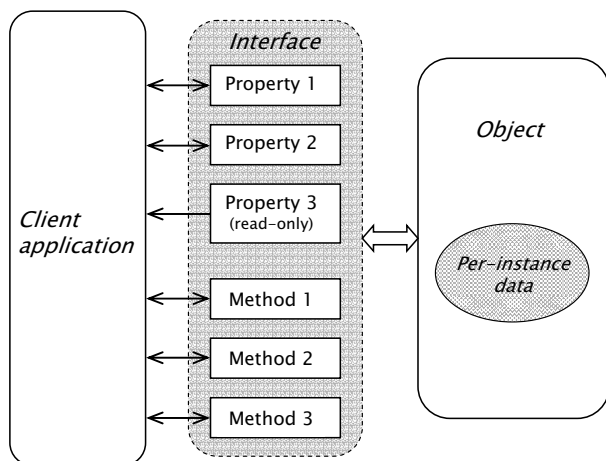 Interface
Property 1
Property 2
Property 3
(read-only)
Method 1
Method 2
Method 3
Client
application
Object
Per-instance
data